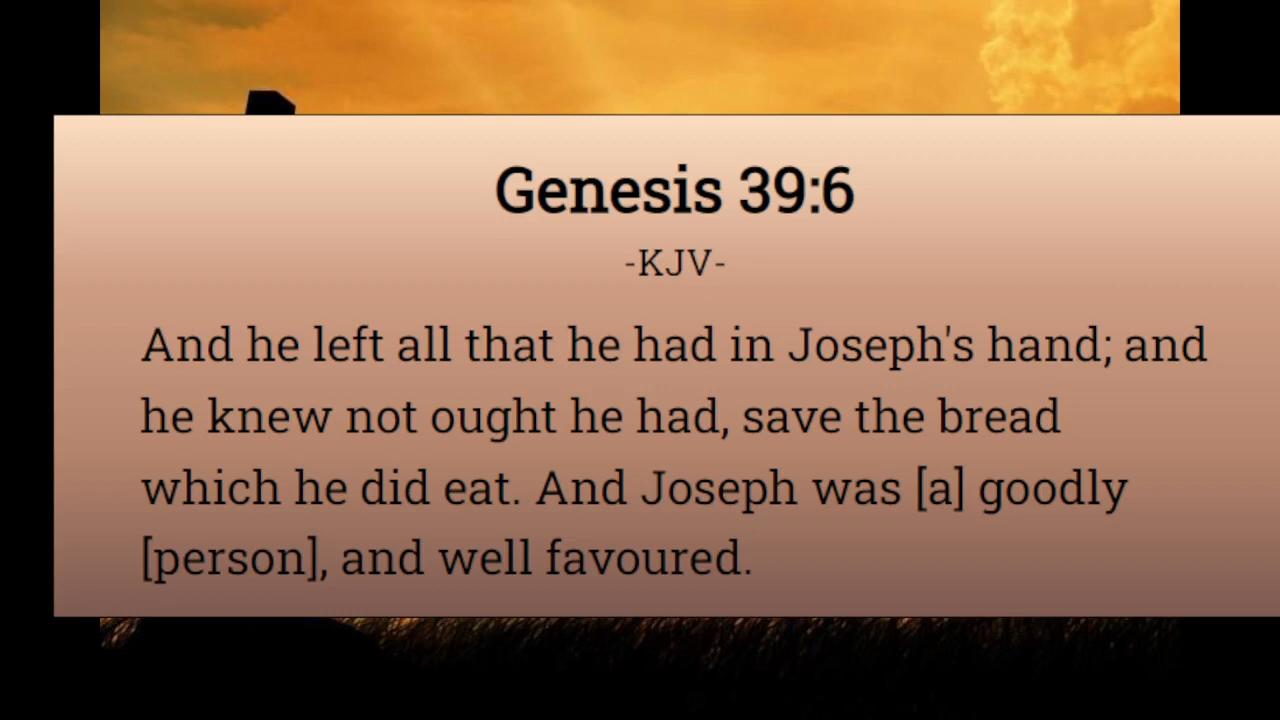 Genesis 39:6
-KJV-
And he left all that he had in Joseph's hand; and
he knew not ought he had, save the bread
which he did eat. And Joseph was [a] goodly
[person], and well favoured.